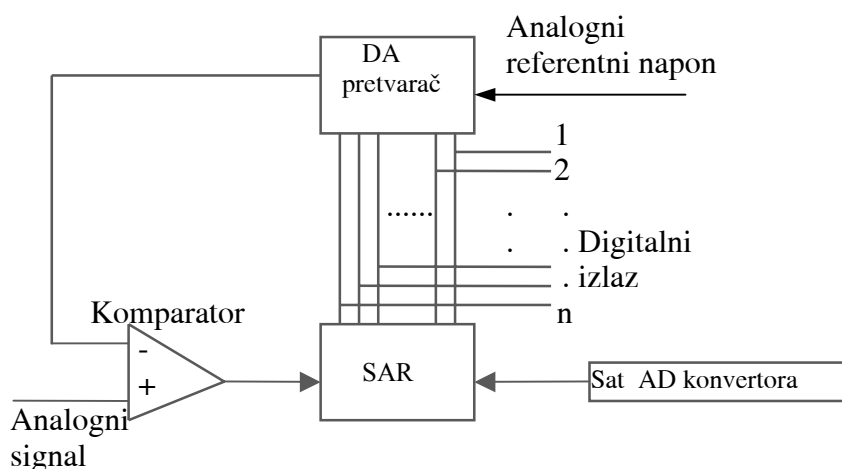 DA
pretvarač
Analogni
referentni napon
1
2
......
. .
. . Digitalni
. izlaz
n
Komparator
-
+
SAR
Sat AD konvertora
Analogni
signal